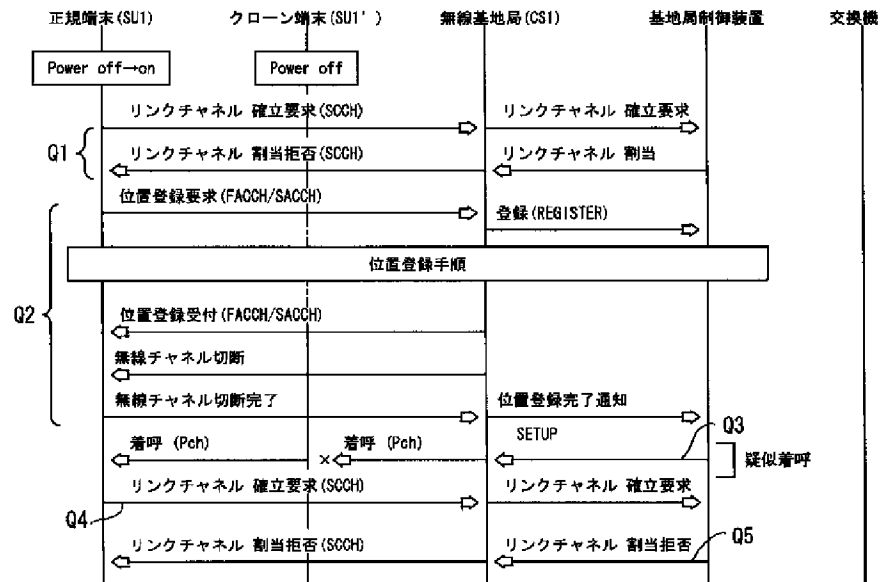 正規端末(SU1) クローン端末(SU1') 無線基地局(CS1) 基地局制御装置 交換機
Power off→on Power off
リンクチャネル 確立要求(SCCH) リンクチャネル 確立要求
Q1 リンクチャネル 割当拒否(SCCH) リンクチャネル 割当
位置登録要求(FACCH/SACCH) 登録(REGISTER)
位置登録手順
Q2
位置登録受付(FACCH/SACCH)
無線チャネル切断
無線チャネル切断完了 位置登録完了通知
着呼 (Pch) × 着呼 (Pch) SETUP Q3 疑似着呼
リンクチャネル 確立要求(SCCH) リンクチャネル 確立要求
Q4
リンクチャネル 割当拒否(SCCH) リンクチャネル 割当拒否 Q5